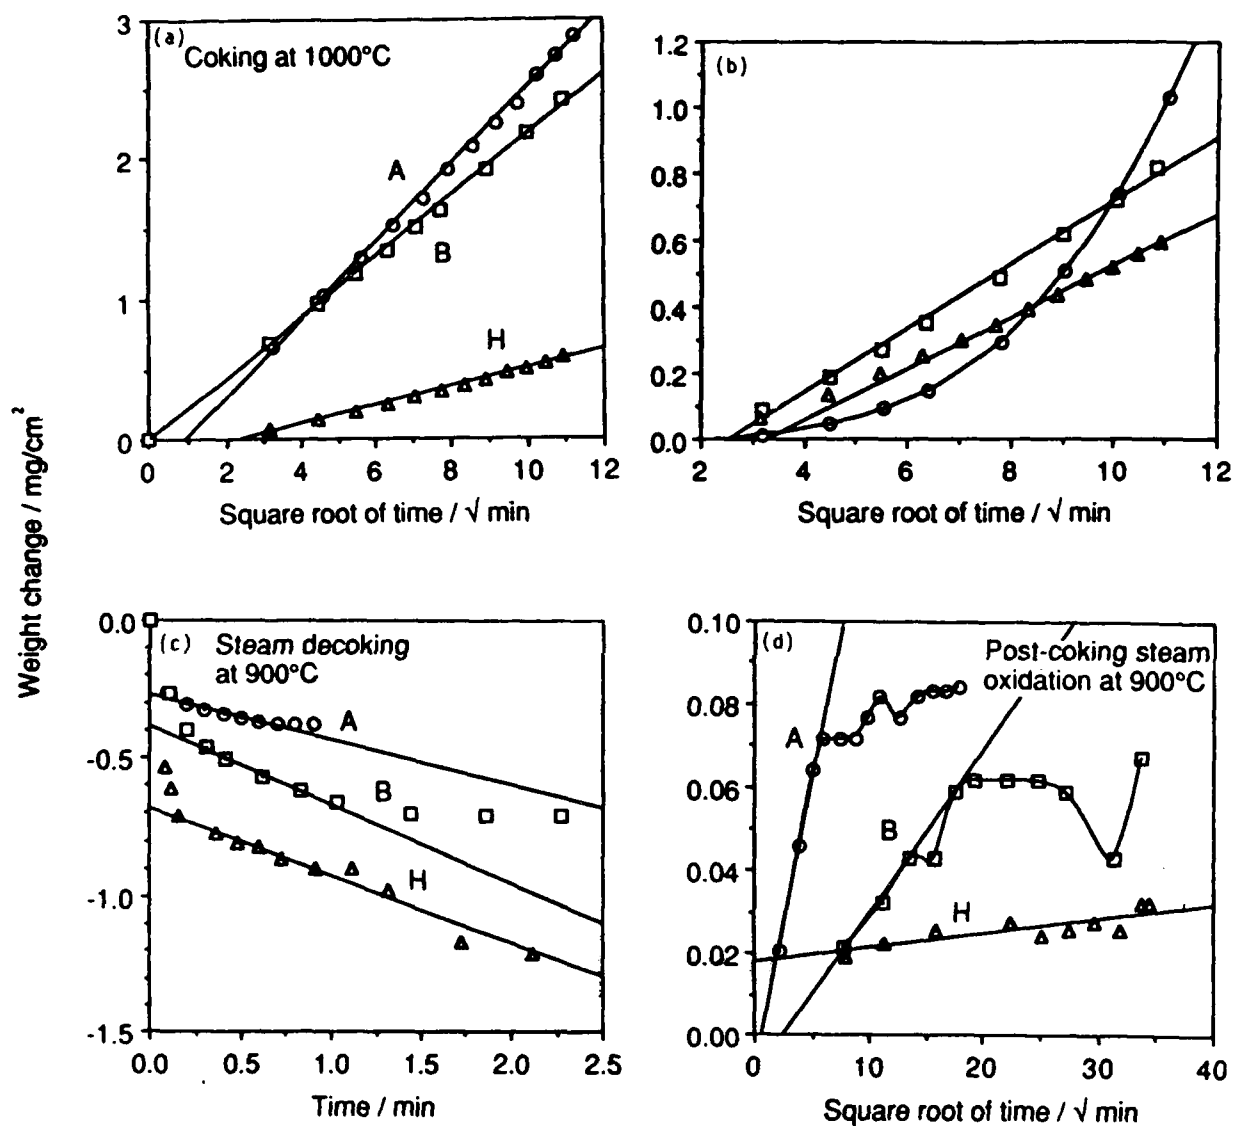 Weight change / mg/cm²
(a)
Coking at 1000°C
3
2
1
0
A
B
H
0 2 4 6 8 10 12
Square root of time / √ min
(b)
1.2
1.0
0.8
0.6
0.4
0.2
0.0
2 4 6 8 10 12
Square root of time / √ min
(c) Steam decoking
at 900°C
0.0
-0.5
-1.0
-1.5
A
B
H
0.0 0.5 1.0 1.5 2.0 2.5
Time / min
(d)
Post-coking steam
oxidation at 900°C
0.10
0.08
0.06
0.04
0.02
0.00
A
B
H
0 10 20 30 40
Square root of time / √ min